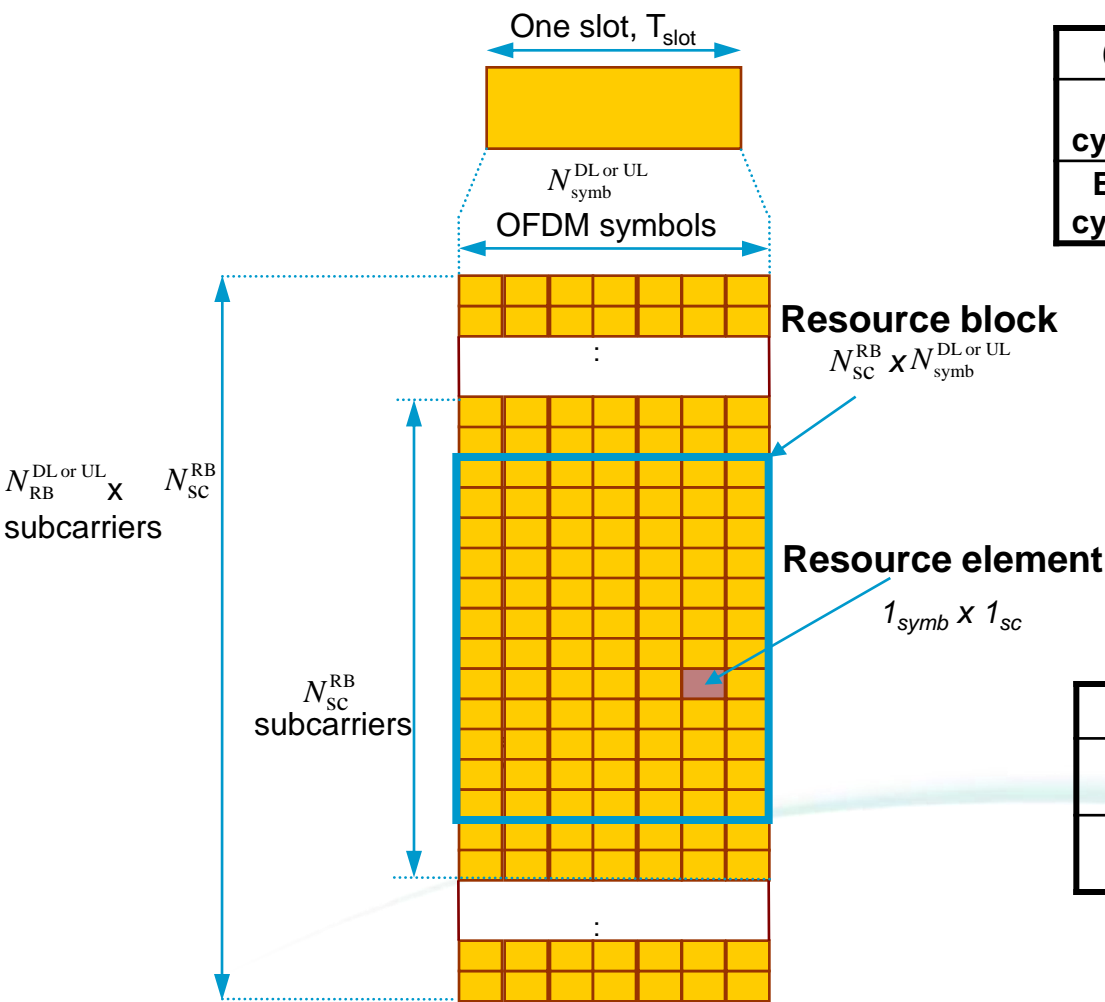 One slot, T_slot
N_symb^DL or UL
OFDM symbols
cy
cy
Resource block
N_sc^RB x N_symb^DL or UL
:
N_RB^DL or UL x N_sc^RB
subcarriers
Resource element
1_symb x 1_sc
N_sc^RB
subcarriers
: